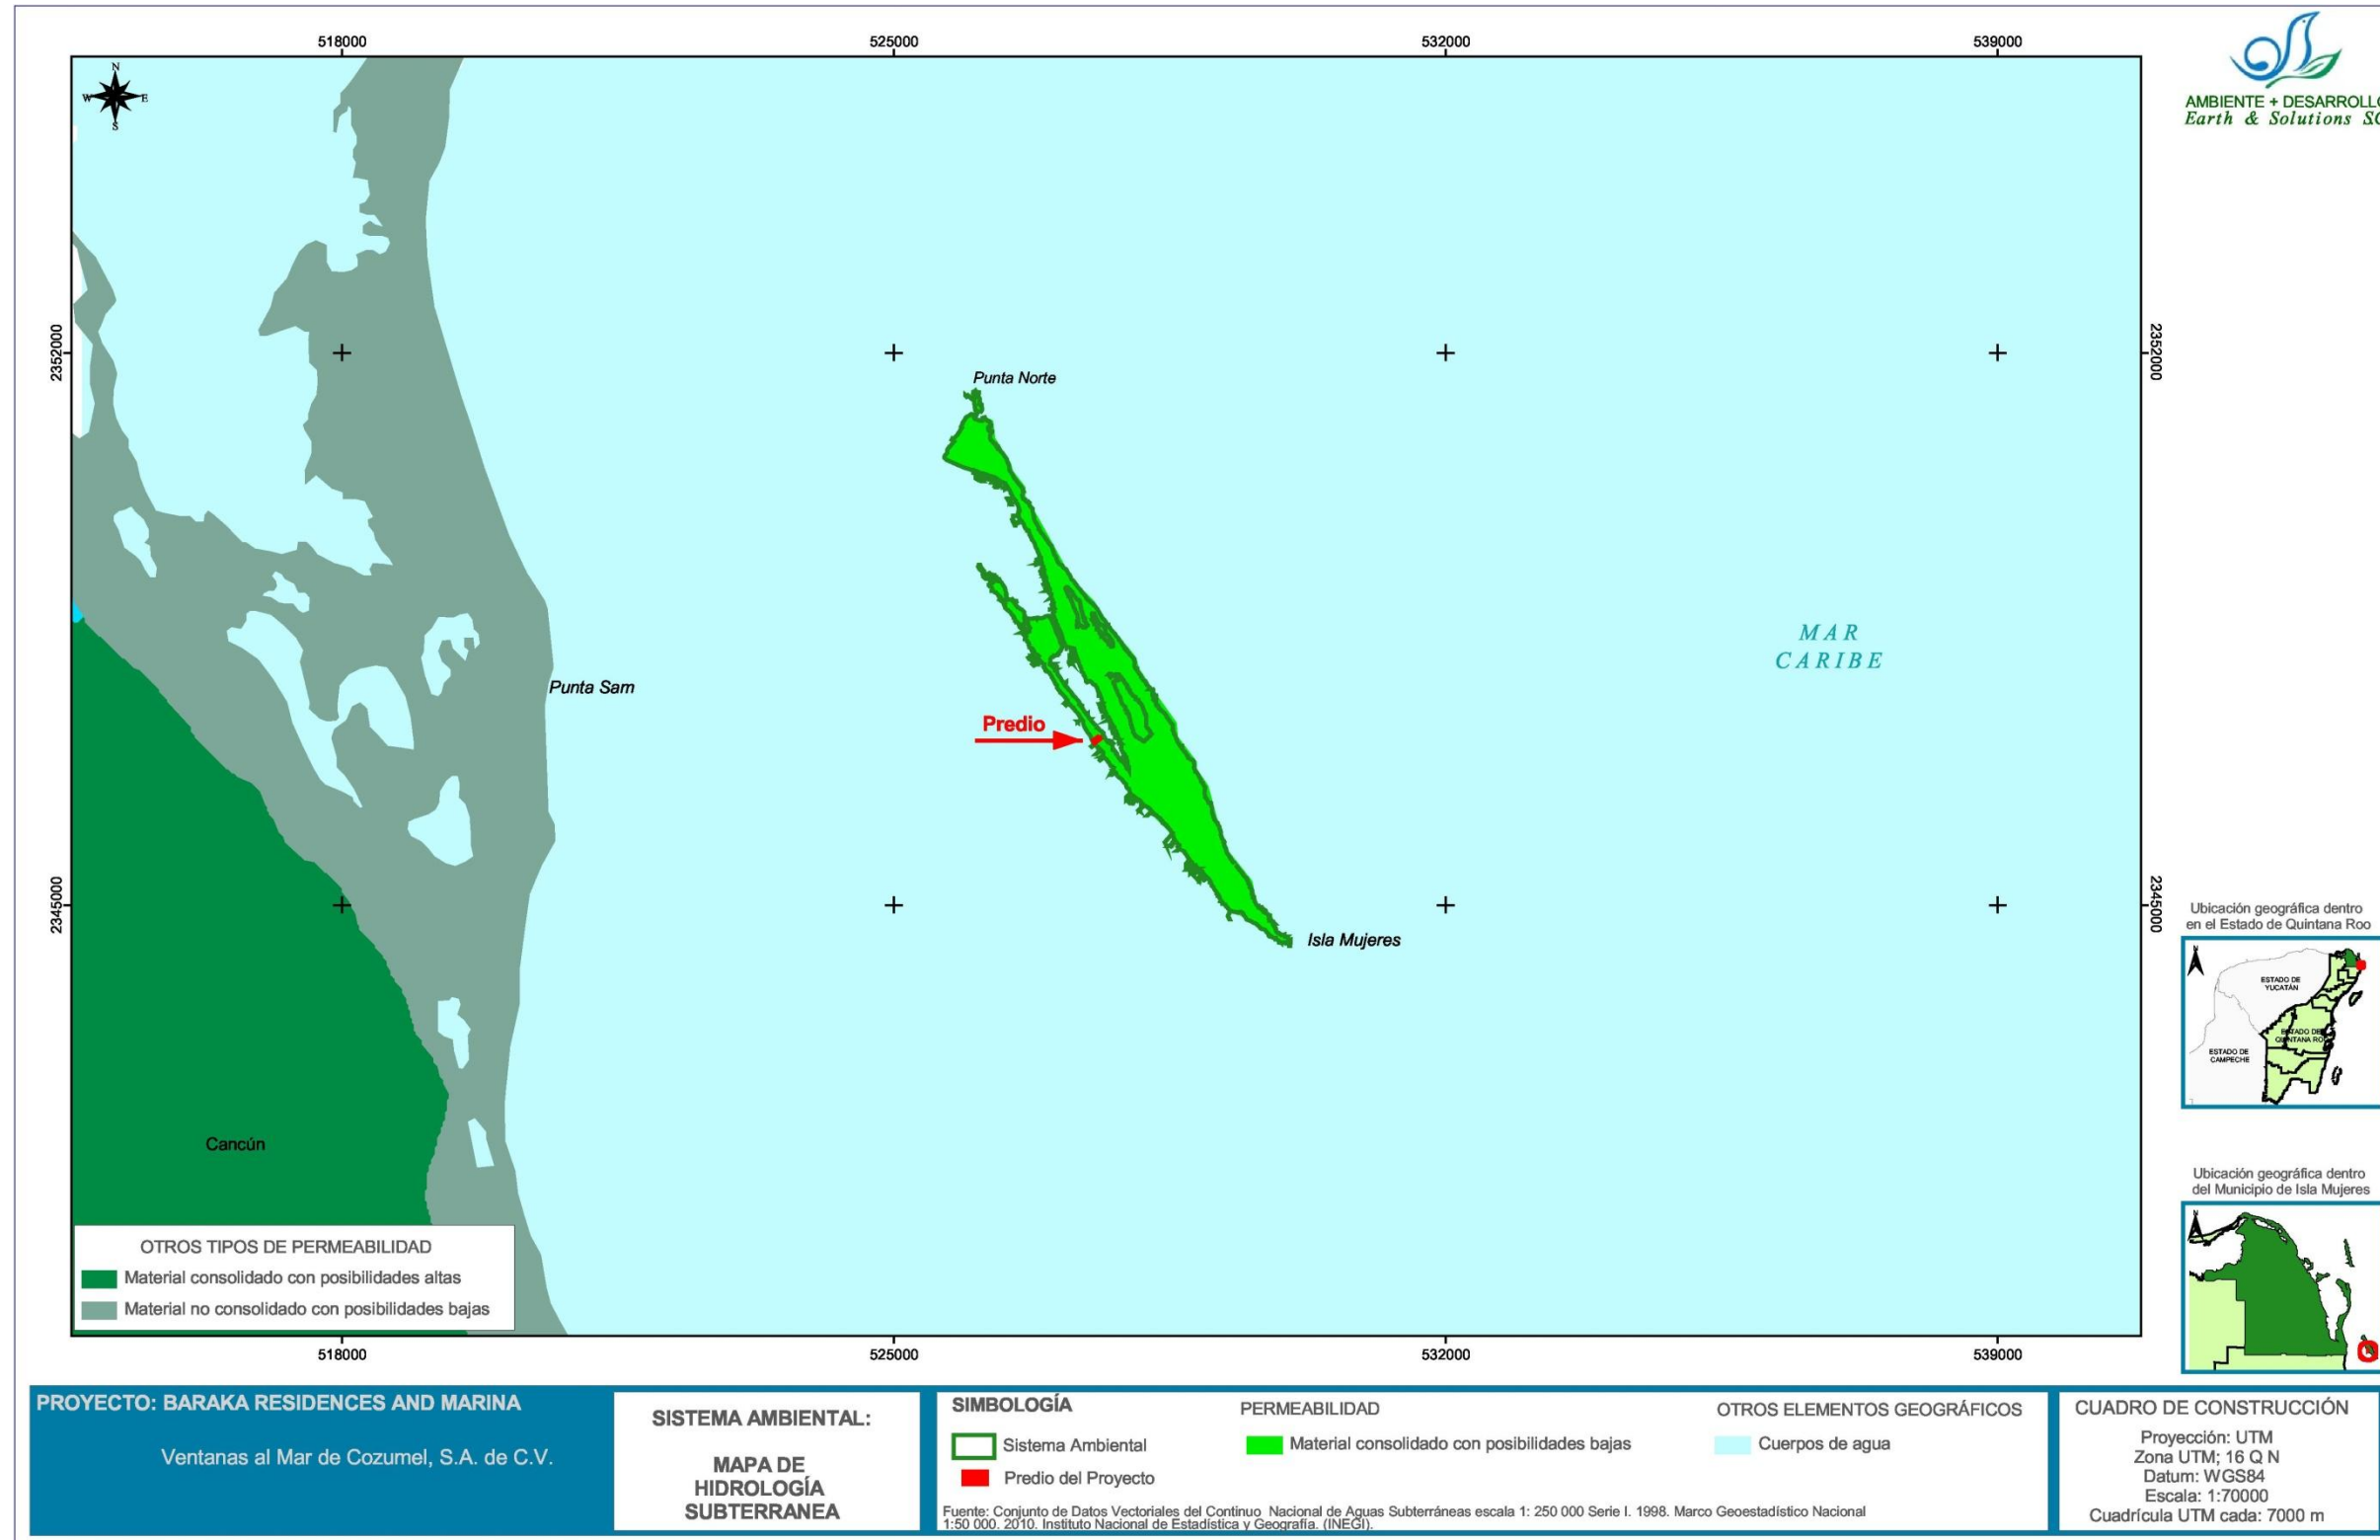 518000
525000
532000
539000
N
W
E
S
AMBIENTE + DESARROLLO
Earth & Solutions SC
2352000
2352000
Punta Norte
MAR
CARIBE
Punta Sam
Predio
2345000
2345000
Isla Mujeres
Cancún
Ubicación geográfica dentro
en el Estado de Quintana Roo
N
ESTADO DE
YUCATÁN
ESTADO DE
QUINTANA ROO
ESTADO DE
CAMPECHE
Ubicación geográfica dentro
del Municipio de Isla Mujeres
N
OTROS TIPOS DE PERMEABILIDAD
Material consolidado con posibilidades altas
Material no consolidado con posibilidades bajas
518000
525000
532000
539000
PROYECTO: BARAKA RESIDENCES AND MARINA
Ventanas al Mar de Cozumel, S.A. de C.V.
SISTEMA AMBIENTAL:
MAPA DE
HIDROLOGÍA
SUBTERRANEA
SIMBOLOGÍA
Sistema Ambiental
Predio del Proyecto
PERMEABILIDAD
Material consolidado con posibilidades bajas
OTROS ELEMENTOS GEOGRÁFICOS
Cuerpos de agua
Fuente: Conjunto de Datos Vectoriales del Continuo Nacional de Aguas Subterráneas escala 1: 250 000 Serie I. 1998. Marco Geoestadístico Nacional
1:50 000. 2010. Instituto Nacional de Estadística y Geografía. (INEGI).
CUADRO DE CONSTRUCCIÓN
Proyección: UTM
Zona UTM; 16 Q N
Datum: WGS84
Escala: 1:70000
Cuadrícula UTM cada: 7000 m